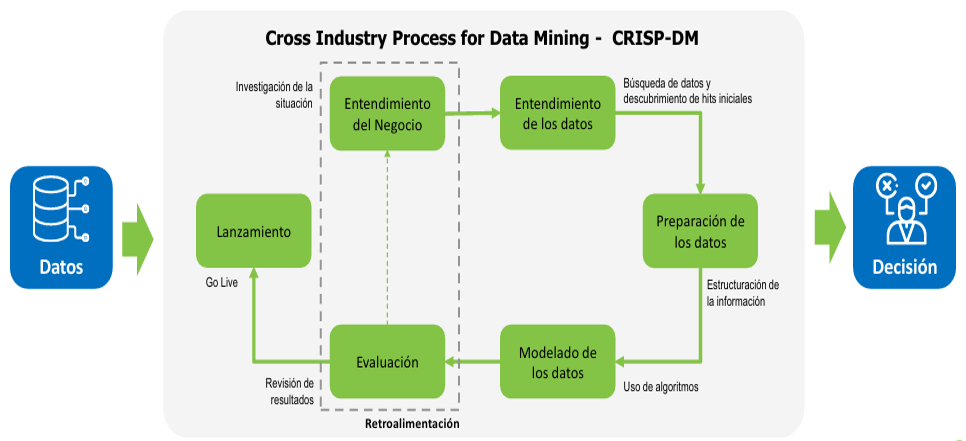 Cross Industry Process for Data Mining - CRISP-DM
Investigación de la
situación
Entendimiento
del Negocio
Entendimiento
de los datos
Búsqueda de datos y
descubrimiento de hits iniciales
Datos
Lanzamiento
Preparación de
los datos
Decisión
Go Live
Estructuración de
la información
Evaluación
Modelado de
los datos
Revisión de
resultados
Uso de algoritmos
Retroalimentación